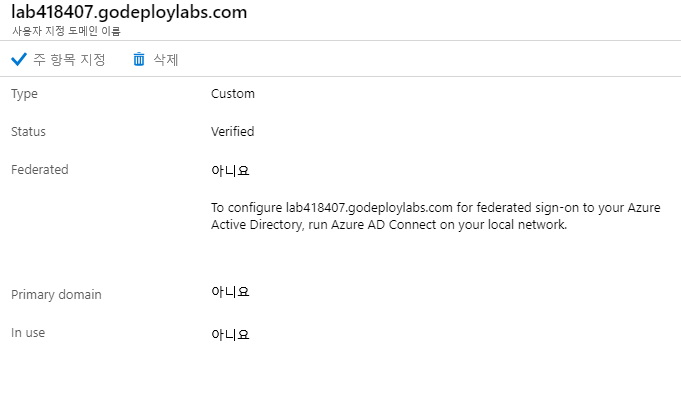 lab418407.godeploylabs.com
사용자 지정 도메인 이름
주 항목 지정 삭제
Type Custom
Status Verified
Federated 아니요
To configure lab418407.godeploylabs.com for federated sign-on to your Azure
Active Directory, run Azure AD Connect on your local network.
Primary domain 아니요
In use 아니요